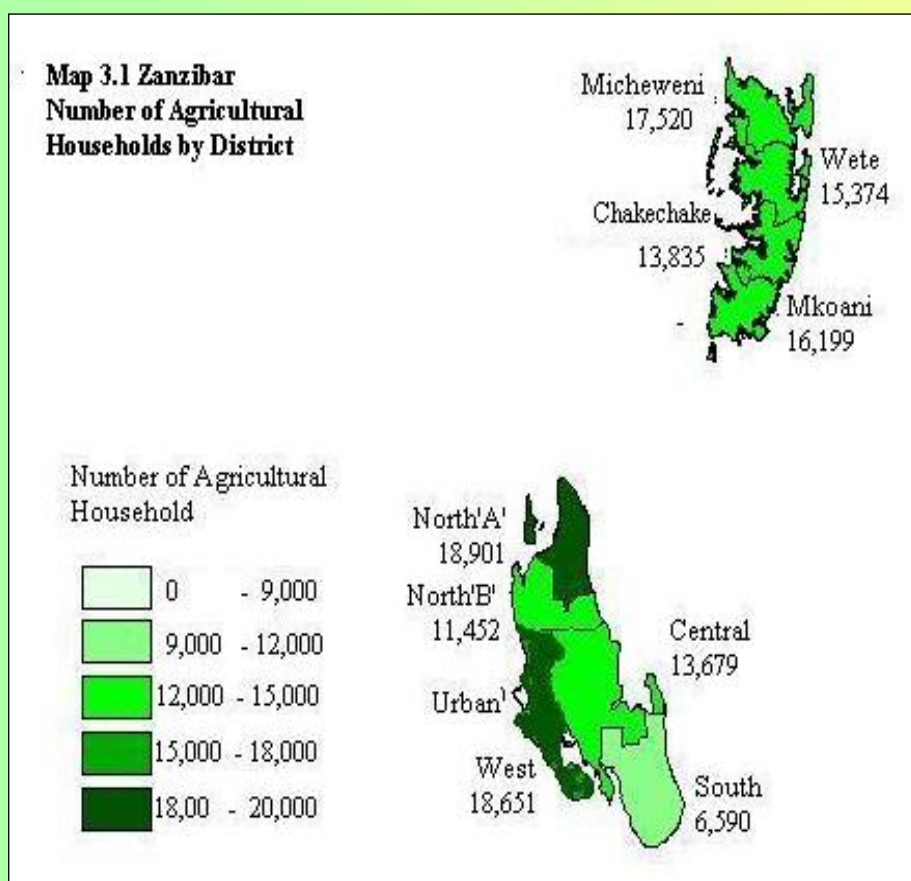 Map 3.1 Zanzibar
Number of Agricultural
Households by District
Micheweni
17,520
Wete
15,374
Chakechake
13,835
Mkoani
16,199
Number of Agricultural
Household
0 - 9,000
9,000 - 12,000
12,000 - 15,000
15,000 - 18,000
18,00 - 20,000
North'A'
18,901
North'B'
11,452
Central
13,679
Urban¹
West
18,651
South
6,590